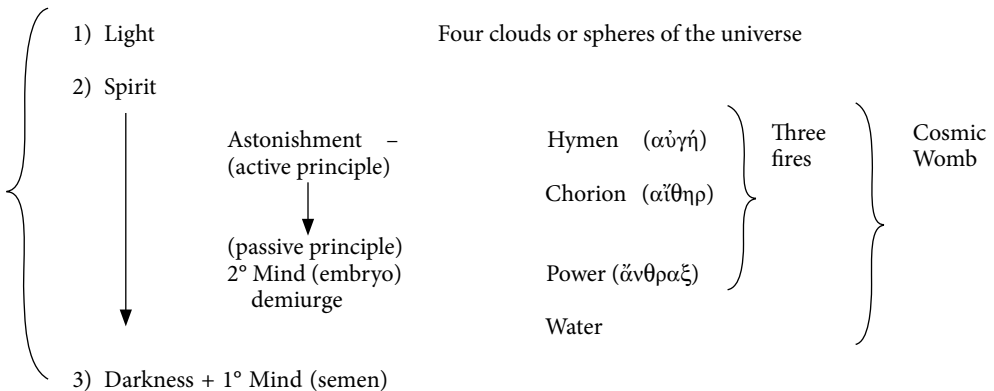 1) Light
Four clouds or spheres of the universe
2) Spirit
Astonishment –
(active principle)
Hymen (αὐγή)
Three
fires
Cosmic
Womb
Chorion (αἴθηρ)
(passive principle)
2° Mind (embryo)
demiurge
Power (ἄνθραξ)
Water
3) Darkness + 1° Mind (semen)